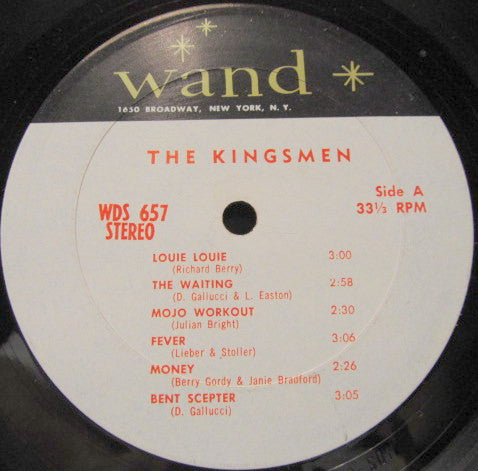 wand
1650 BROADWAY, NEW YORK, N. Y.
THE KINGSMEN
Side A
33⅓ RPM
WDS 657
STEREO
LOUIE LOUIE 3:00
(Richard Berry)
THE WAITING 2:58
(D. Gallucci & L. Easton)
MOJO WORKOUT 2:30
(Julian Bright)
FEVER 3:06
(Lieber & Stoller)
MONEY 2:26
(Berry Gordy & Janie Bradford)
BENT SCEPTER 3:05
(D. Gallucci)